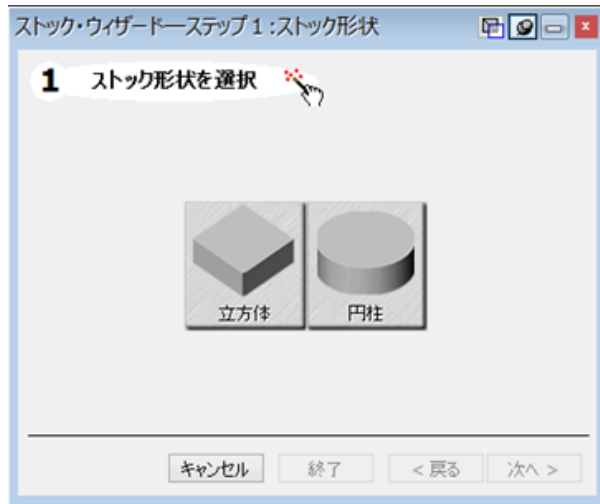 ストック・ウィザード―ステップ 1 :ストック形状
1 ストック形状を選択
立方体 円柱
キャンセル 終了 < 戻る 次へ >